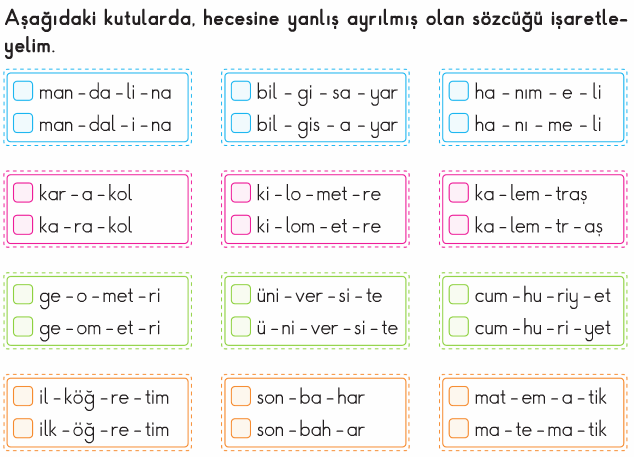 Aşağıdaki kutularda, hecesine yanlış ayrılmış olan sözcüğü işaretle-
yelim.
man – da – li – na
man – dal – i – na
bil – gi – sa – yar
bil – gis – a – yar
ha – nım – e – li
ha – nı – me – li
kar – a – kol
ka – ra – kol
ki – lo – met – re
ki – lom – et – re
ka – lem – traş
ka – lem – tr – aş
ge – o – met – ri
ge – om – et – ri
üni – ver – si – te
ü – ni – ver – si – te
cum – hu – riy – et
cum – hu – ri – yet
il – köğ – re – tim
ilk – öğ – re – tim
son – ba – har
son – bah – ar
mat – em – a – tik
ma – te – ma – tik